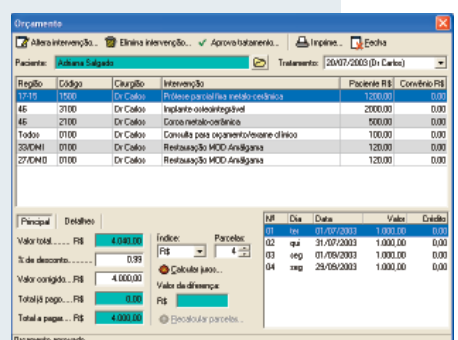 Orçamento
Altera intervenção... Elimina intervenção... Aprova tratamento... Imprime... Fecha
Paciente: Adriana Salgado Tratamento: 20/07/2003 (Dr Carlos)
Região Código Cirurgião Intervenção Paciente R$ Convênio R$
17-15 1500 Dr Carlos Prótese parcial fixa metalo-cerâmica 1200.00 0.00
46 3100 Dr Carlos Implante osteointegrável 2000.00 0.00
46 2100 Dr Carlos Coroa metalo-cerâmica 500.00 0.00
Todos 0100 Dr Carlos Consulta para orçamento/exame clínico 100.00 0.00
33/DMI 0100 Dr Carlos Restauração MOD Amálgama 120.00 0.00
27/DMO 0100 Dr Carlos Restauração MOD Amálgama 120.00 0.00
Principal Detalhes
Valor total..... R$ 4.040,00
% de desconto...... 0.99
Valor corrigido...R$ 4.000,00
Total já pago....R$ 0,00
Total a pagar....R$ 4.000,00
Índice: Parcelas:
R$ 4
Calcular juros...
Valor da diferença:
R$
Recalcular parcelas...
Nº Dia Data Valor Crédito
01 ter 01/07/2003 1.000,00 0,00
02 qui 31/07/2003 1.000,00 0,00
03 seg 01/09/2003 1.000,00 0,00
04 seg 29/09/2003 1.000,00 0,00
Orçamento aprovado